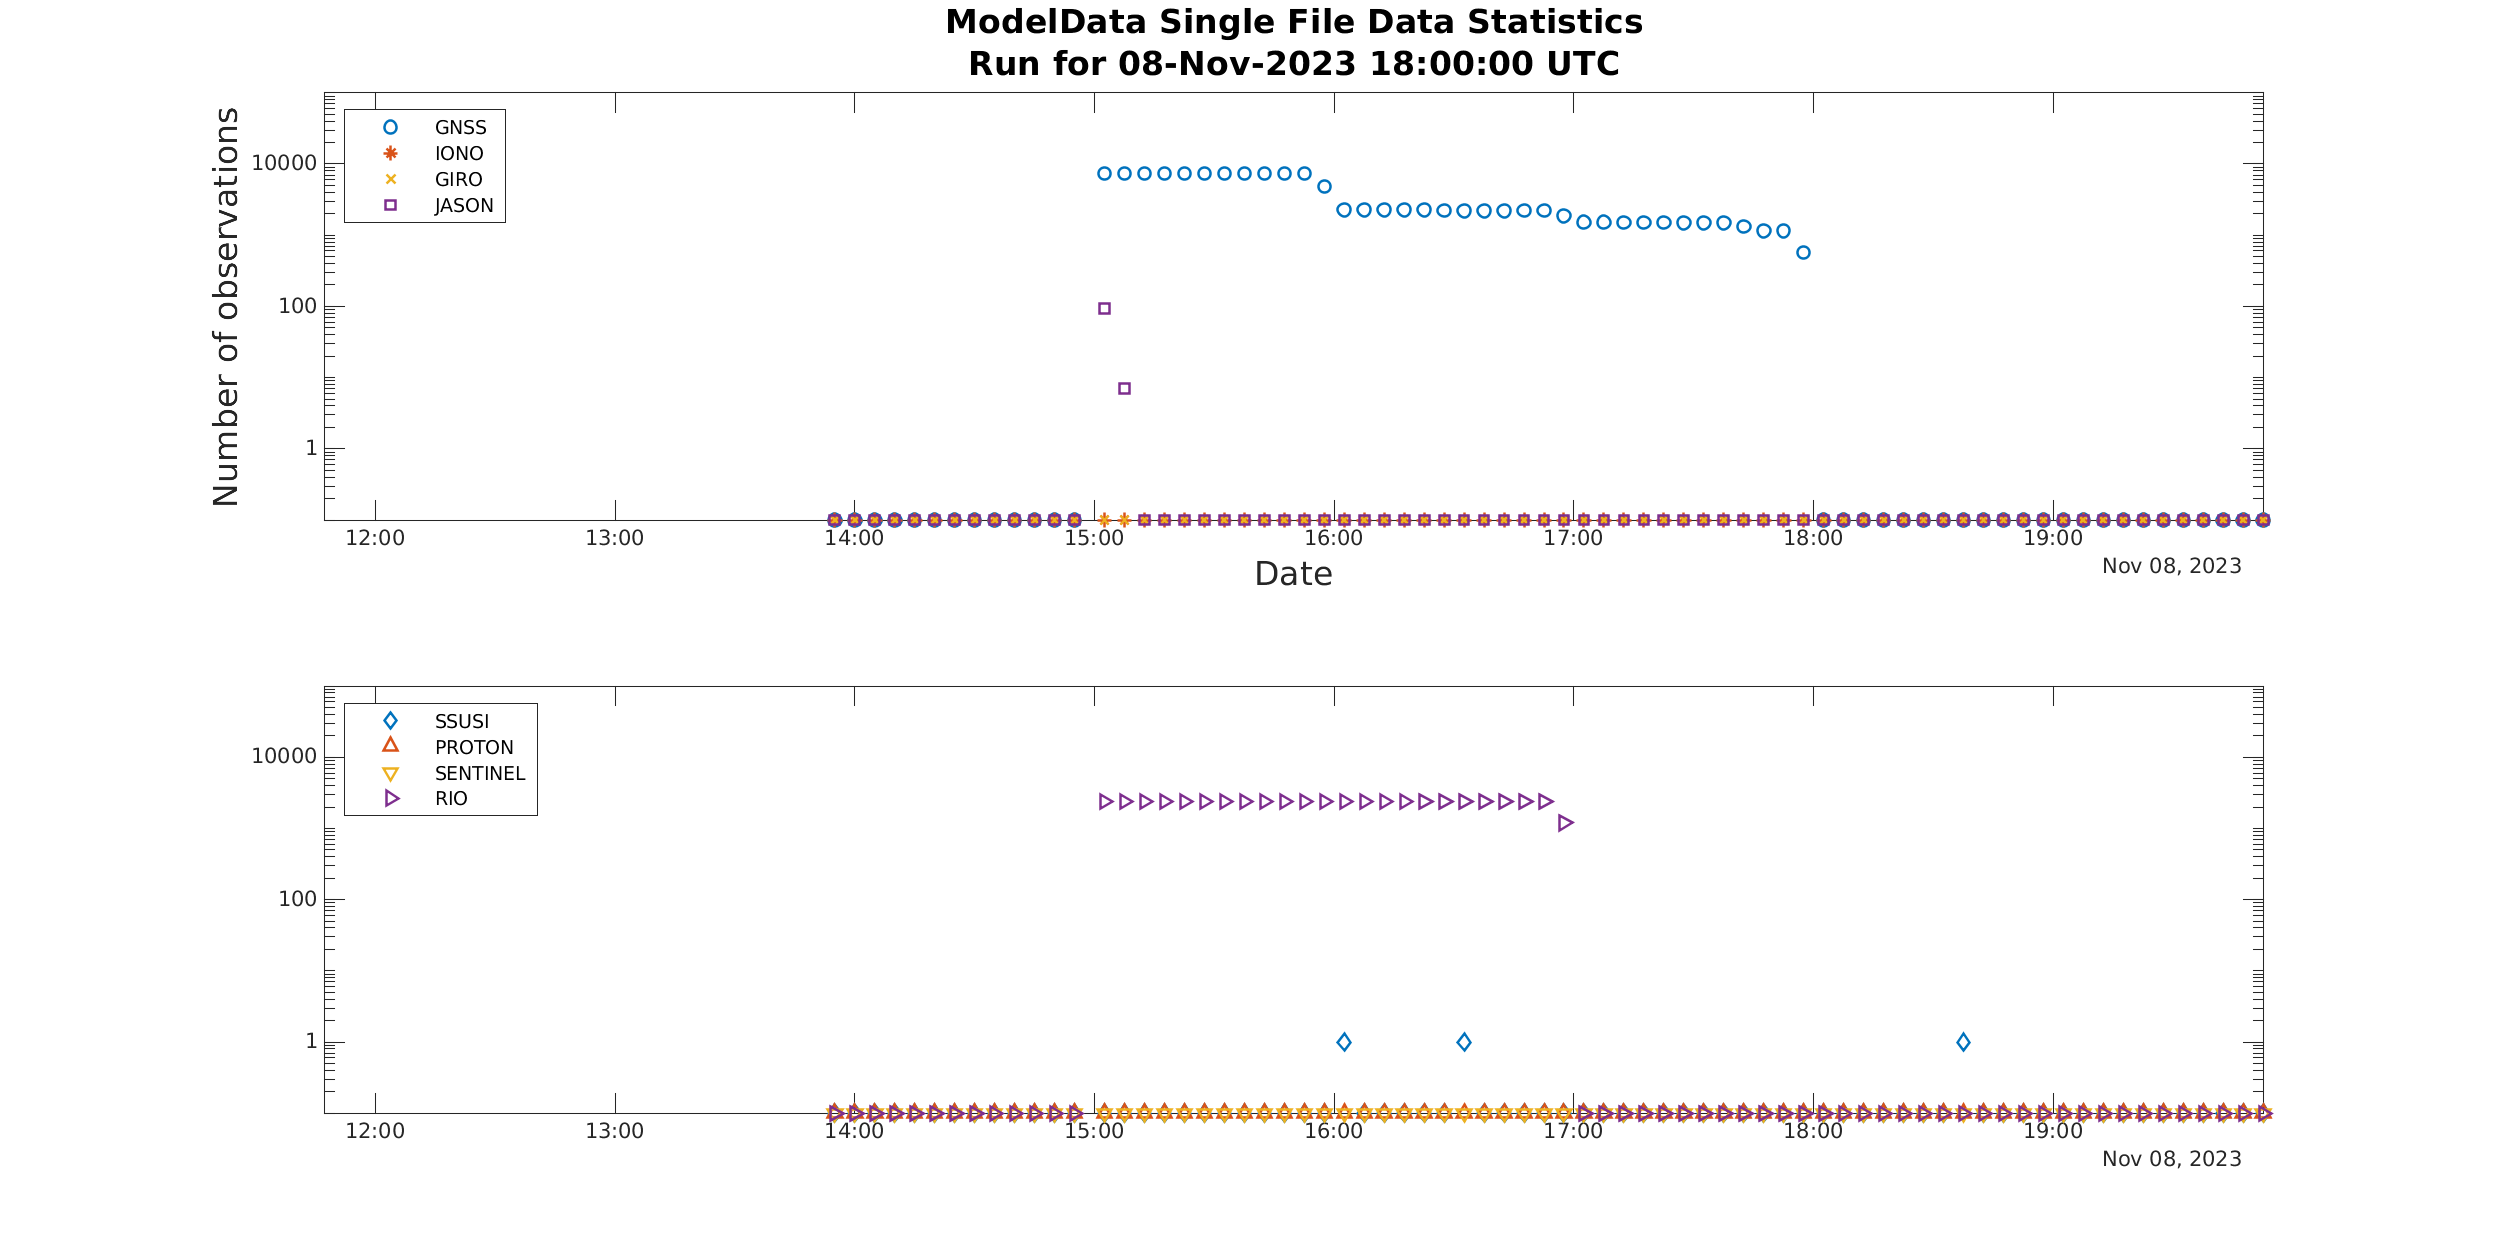 ModelData Single File Data Statistics
Run for 08-Nov-2023 18:00:00 UTC
Number of observations
10000
100
1
GNSS
IONO
GIRO
JASON
12:00 13:00 14:00 15:00 16:00 17:00 18:00 19:00
Nov 08, 2023
Date
10000
100
1
SSUSI
PROTON
SENTINEL
RIO
12:00 13:00 14:00 15:00 16:00 17:00 18:00 19:00
Nov 08, 2023